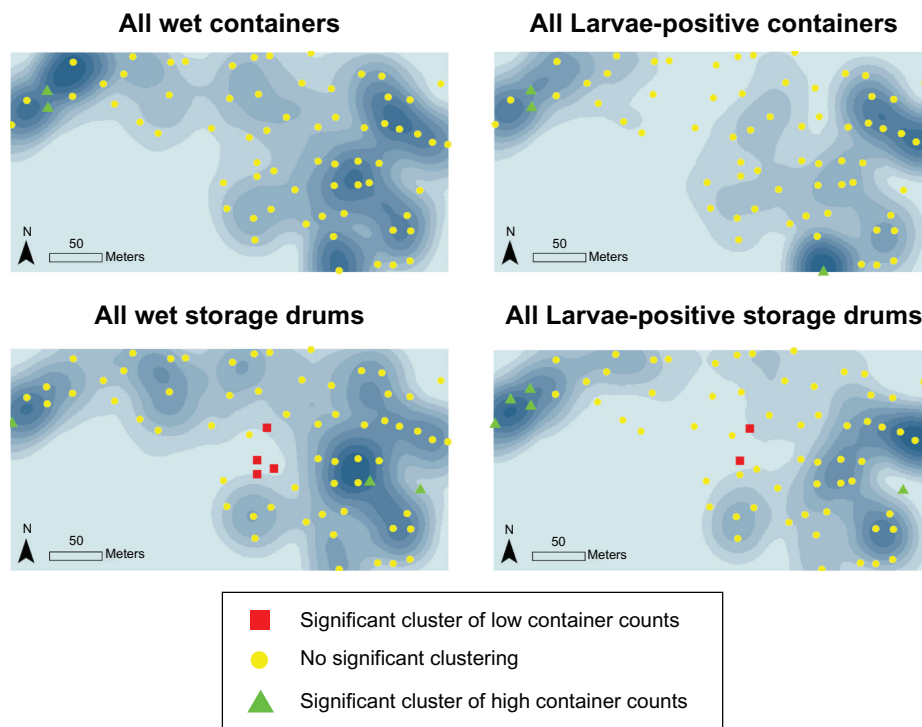 All wet containers
All Larvae-positive containers
N
50
Meters
N
50
Meters
All wet storage drums
All Larvae-positive storage drums
N
50
Meters
N
50
Meters
Significant cluster of low container counts
No significant clustering
Significant cluster of high container counts